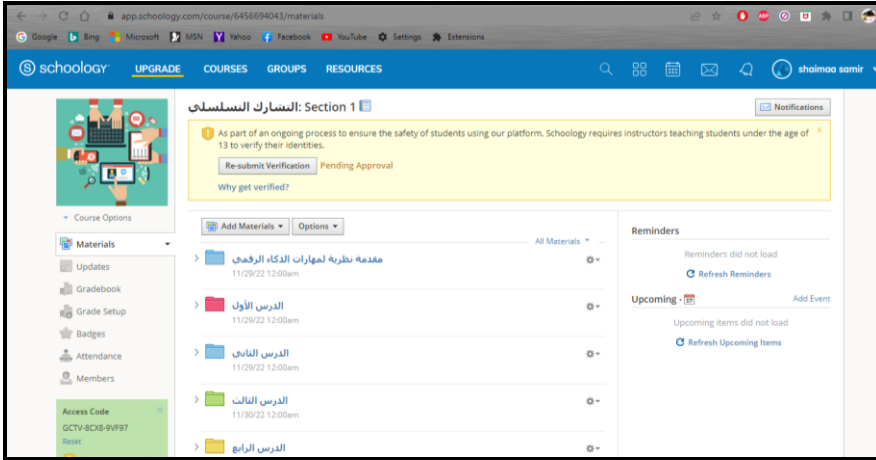 app.schoology.com/course/6456694043/materials
Google Bing Microsoft MSN Yahoo Facebook YouTube Settings Extensions
schoology UPGRADE COURSES GROUPS RESOURCES shaimaa samir
التشارك التسلسلي: Section 1
Notifications
As part of an ongoing process to ensure the safety of students using our platform, Schoology requires instructors teaching students under the age of
13 to verify their identities.
Re-submit Verification Pending Approval
Why get verified?
Course Options
Materials
Updates
Gradebook
Grade Setup
Badges
Attendance
Members
Access Code
GCTV-8CXB-9VF97
Reset
Add Materials Options
All Materials
مقدمة نظرية لمهارات الذكاء الرقمي
11/29/22 12:00am
الدرس الأول
11/29/22 12:00am
الدرس الثاني
11/29/22 12:00am
الدرس الثالث
11/30/22 12:00am
الدرس الرابع
Reminders
Reminders did not load
Refresh Reminders
Upcoming · Add Event
Upcoming items did not load
Refresh Upcoming Items